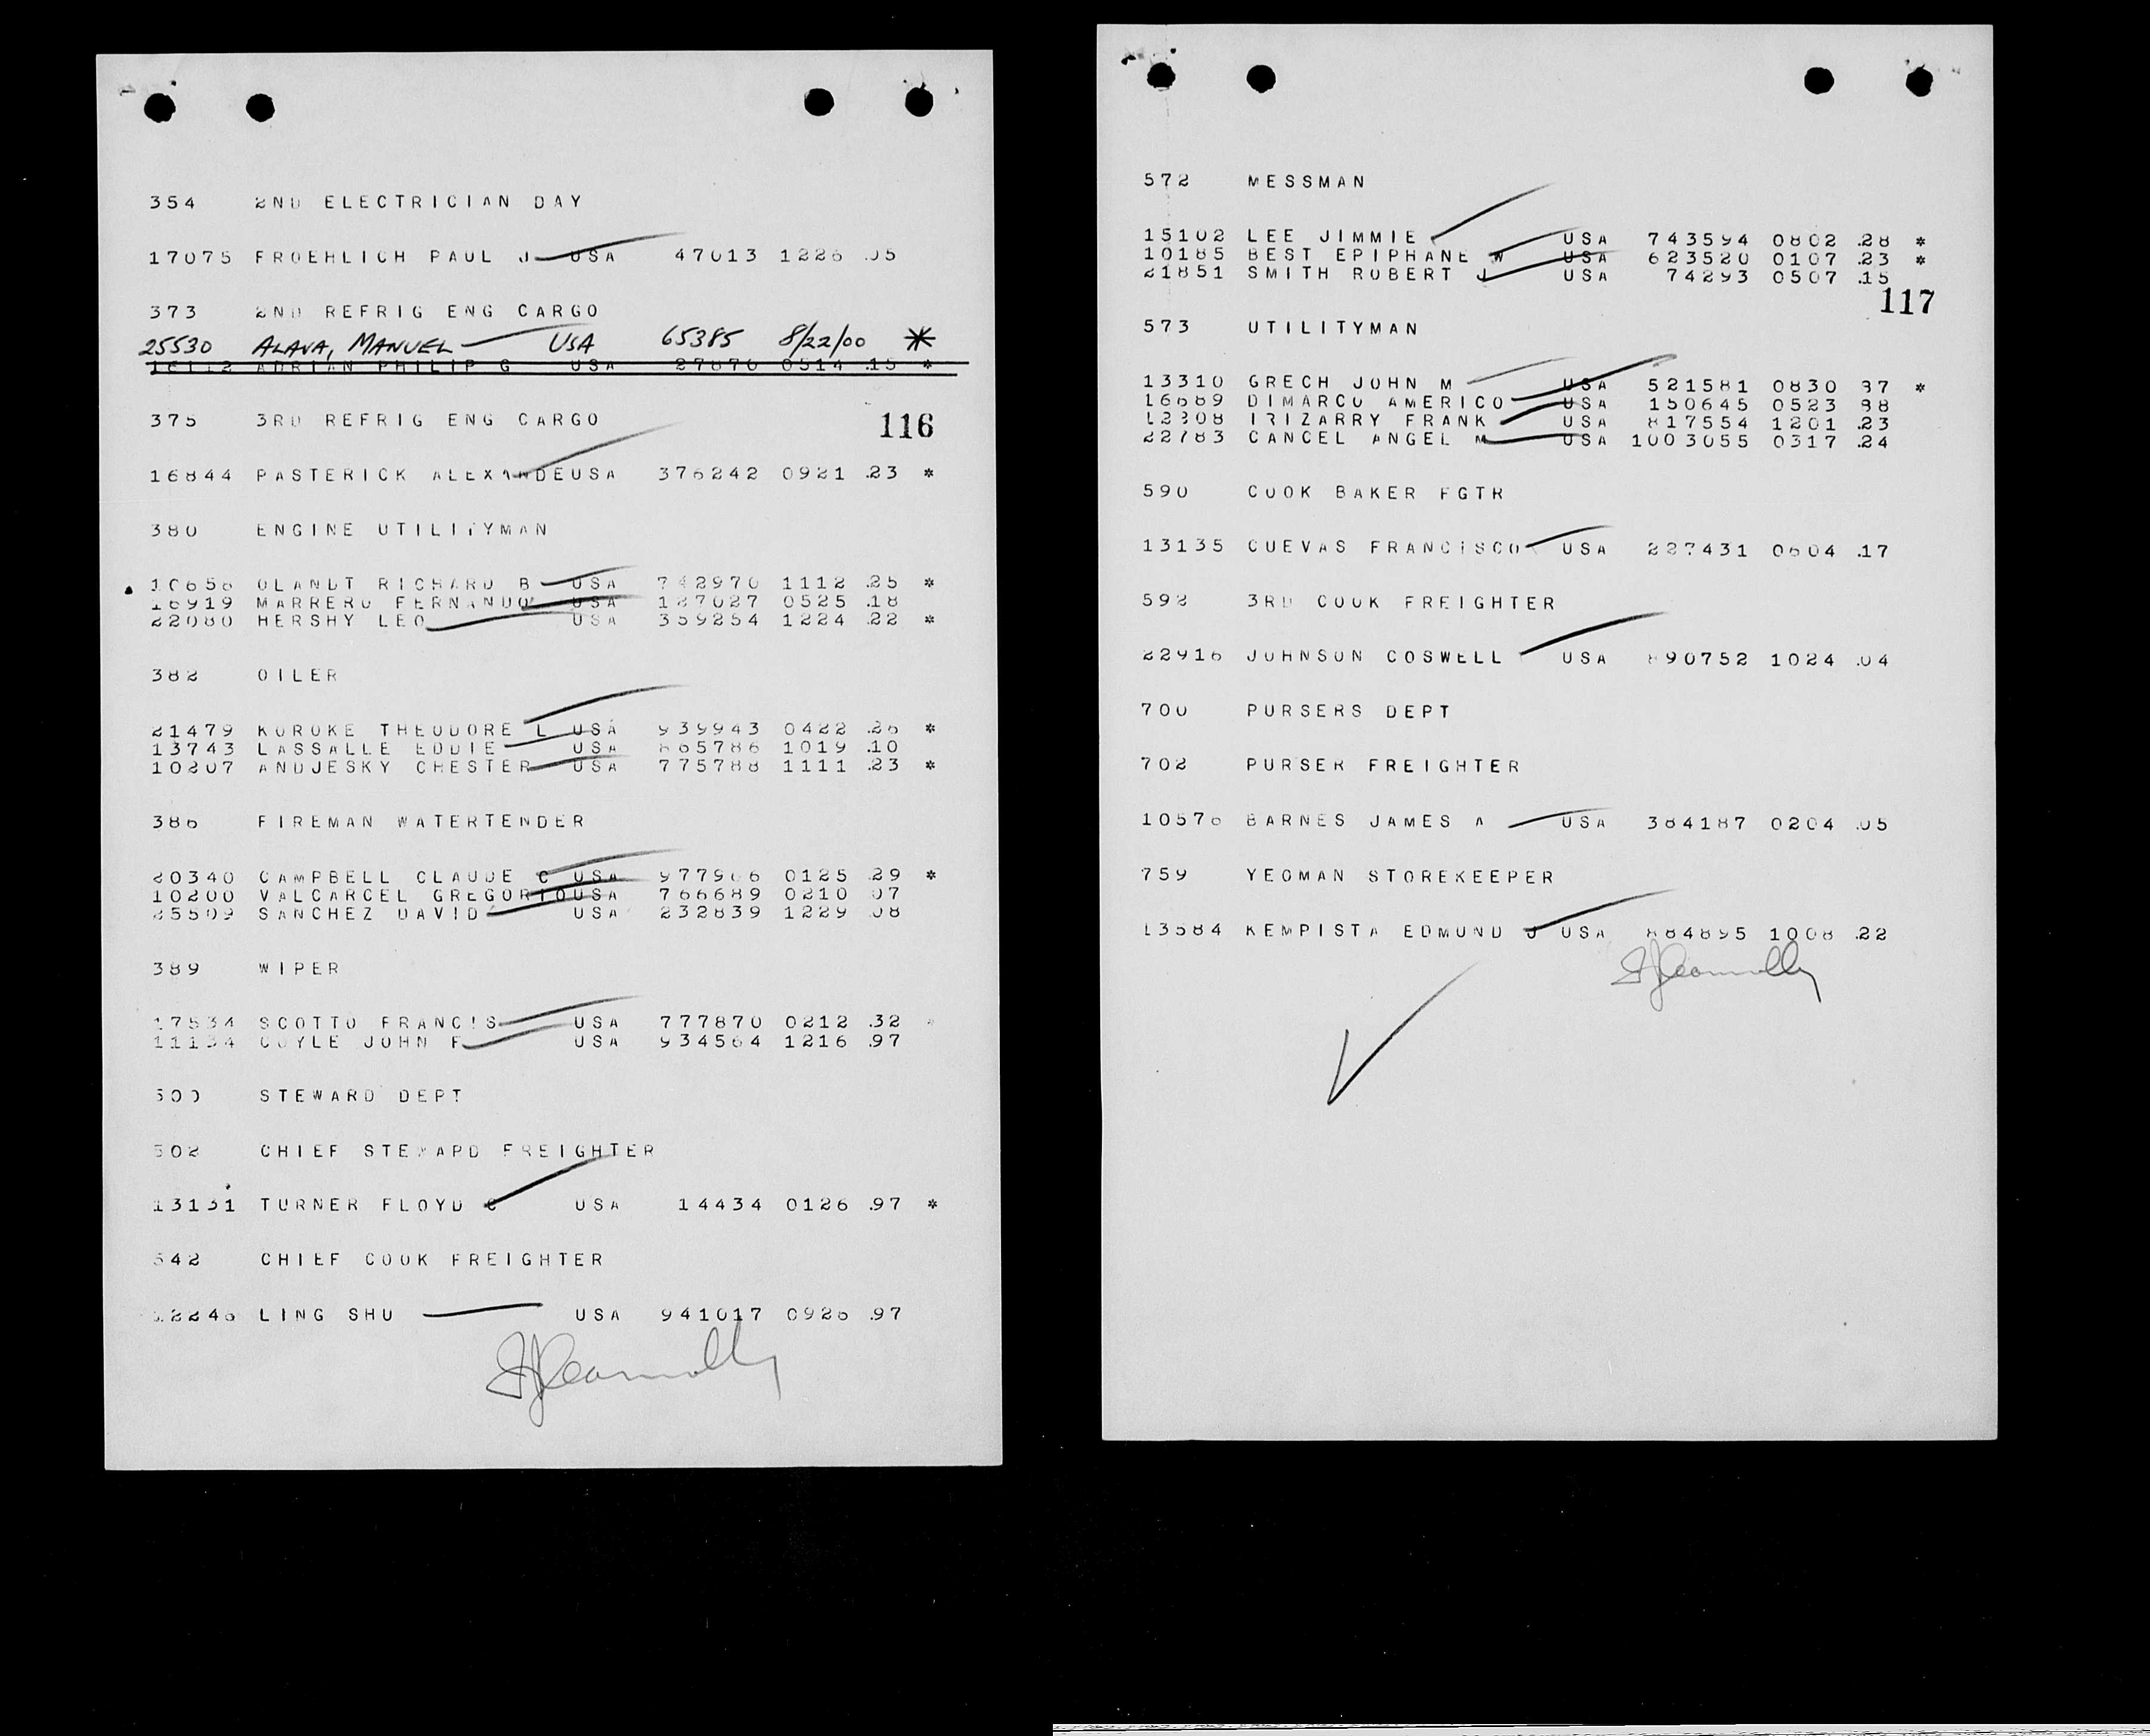 354 2ND ELECTRICIAN DAY
17075 FROEHLICH PAUL J USA 47013 1226 .05
373 2ND REFRIG ENG CARGO
25530 ALAVA, MANUEL USA 65385 8/22/00 *
ADRIAN PHILIP G USA 27870 0514 .15 *
375 3RD REFRIG ENG CARGO
116
16844 PASTERICK ALEXANDEUSA 376242 0921 .23 *
380 ENGINE UTILITYMAN
10656 OLANDT RICHARD B USA 742970 1112 .25 *
16919 MARRERO FERNANDO USA 127027 0525 .18
22080 HERSHY LEO USA 359254 1224 .22 *
382 OILER
21479 KOROKE THEODORE L USA 939943 0422 .26 *
13743 LASSALLE EDDIE USA 865786 1019 .10
10207 ANDJESKY CHESTER USA 775788 1111 .23 *
386 FIREMAN WATERTENDER
20340 CAMPBELL CLAUDE C USA 977966 0125 .29 *
10200 VALCARCEL GREGORIOUSA 766689 0210 .07
25509 SANCHEZ DAVID USA 232839 1229 .08
389 WIPER
17534 SCOTTO FRANCIS USA 777870 0212 .32 *
COYLE JOHN F USA 934564 1216 .97
500 STEWARD DEPT
502 CHIEF STEWARD FREIGHTER
13131 TURNER FLOYD C USA 14434 0126 .97 *
542 CHIEF COOK FREIGHTER
12246 LING SHU USA 941017 0926 .97
572 MESSMAN
15102 LEE JIMMIE USA 743594 0802 .28 *
10185 BEST EPIPHANE W USA 623520 0107 .23 *
21851 SMITH ROBERT J USA 74293 0507 .15
117
573 UTILITYMAN
13310 GRECH JOHN M USA 521581 0830 37 *
16689 DIMARCO AMERICO USA 150645 0523 38
12308 IRIZARRY FRANK USA 817554 1201 .23
22783 CANCEL ANGEL M USA 1003055 0317 .24
590 COOK BAKER FGTR
13135 CUEVAS FRANCISCO USA 227431 0604 .17
592 3RD COOK FREIGHTER
22916 JOHNSON COSWELL USA 890752 1024 .04
700 PURSERS DEPT
702 PURSER FREIGHTER
10576 BARNES JAMES A USA 384187 0204 .05
759 YEOMAN STOREKEEPER
13584 KEMPISTA EDMUND J USA 884895 1008 .22